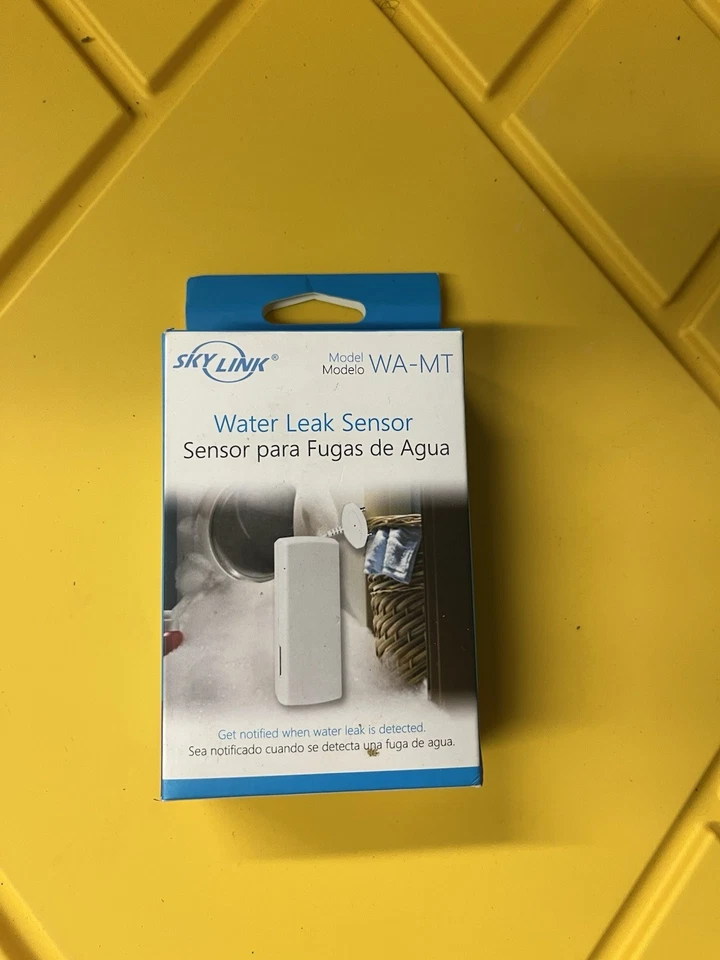 SKYLINK®
Model
Modelo WA-MT
Water Leak Sensor
Sensor para Fugas de Agua
Get notified when water leak is detected.
Sea notificado cuando se detecta una fuga de agua.